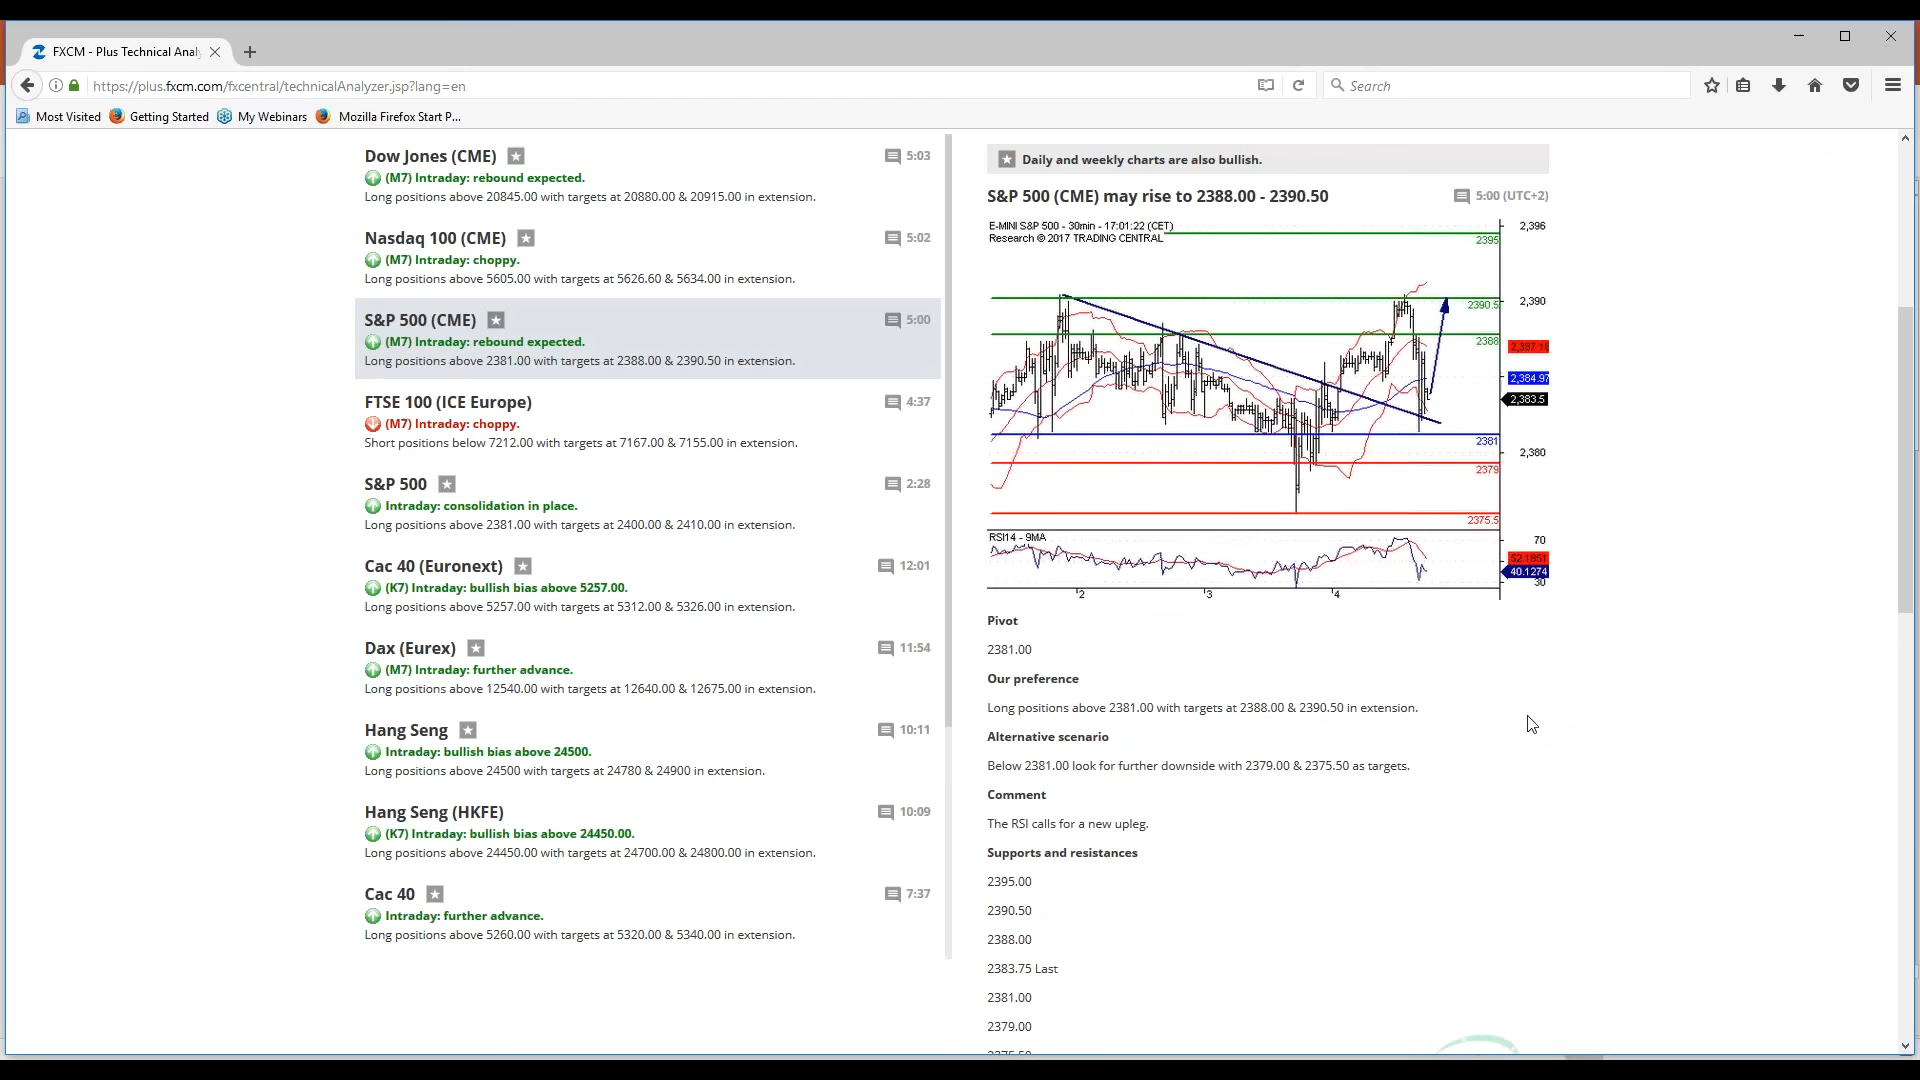 FXCM - Plus Technical Analy
https://plus.fxcm.com/fxcentral/technicalAnalyzer.jsp?lang=en
Search
Most Visited
Getting Started
My Webinars
Mozilla Firefox Start P...
Dow Jones (CME)
5:03
(M7) Intraday: rebound expected.
Long positions above 20845.00 with targets at 20880.00 & 20915.00 in extension.
Nasdaq 100 (CME)
5:02
(M7) Intraday: choppy.
Long positions above 5605.00 with targets at 5626.60 & 5634.00 in extension.
S&P 500 (CME)
5:00
(M7) Intraday: rebound expected.
Long positions above 2381.00 with targets at 2388.00 & 2390.50 in extension.
FTSE 100 (ICE Europe)
4:37
(M7) Intraday: choppy.
Short positions below 7212.00 with targets at 7167.00 & 7155.00 in extension.
S&P 500
2:28
Intraday: consolidation in place.
Long positions above 2381.00 with targets at 2400.00 & 2410.00 in extension.
Cac 40 (Euronext)
12:01
(K7) Intraday: bullish bias above 5257.00.
Long positions above 5257.00 with targets at 5312.00 & 5326.00 in extension.
Dax (Eurex)
11:54
(M7) Intraday: further advance.
Long positions above 12540.00 with targets at 12640.00 & 12675.00 in extension.
Hang Seng
10:11
Intraday: bullish bias above 24500.
Long positions above 24500 with targets at 24780 & 24900 in extension.
Hang Seng (HKFE)
10:09
(K7) Intraday: bullish bias above 24450.00.
Long positions above 24450.00 with targets at 24700.00 & 24800.00 in extension.
Cac 40
7:37
Intraday: further advance.
Long positions above 5260.00 with targets at 5320.00 & 5340.00 in extension.
Daily and weekly charts are also bullish.
S&P 500 (CME) may rise to 2388.00 - 2390.50
5:00 (UTC+2)
E-MINI S&P 500 - 30min - 17:01:22 (CET)
Research © 2017 TRADING CENTRAL
2,396
2395
2,390
2390.5
2388
2,384.97
2,383.5
2381
2,380
2379
2375.5
RSI14 - 9MA
70
52.1851
40.1274
30
2
3
4
Pivot
2381.00
Our preference
Long positions above 2381.00 with targets at 2388.00 & 2390.50 in extension.
Alternative scenario
Below 2381.00 look for further downside with 2379.00 & 2375.50 as targets.
Comment
The RSI calls for a new upleg.
Supports and resistances
2395.00
2390.50
2388.00
2383.75 Last
2381.00
2379.00